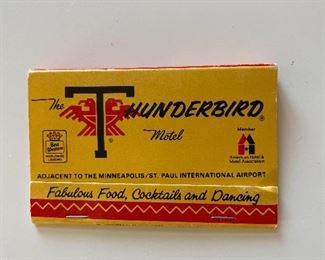 The THUNDERBIRD®
Motel
Best Western
Member
American Hotel & Motel Association
ADJACENT TO THE MINNEAPOLIS/ST. PAUL INTERNATIONAL AIRPORT
Fabulous Food, Cocktails and Dancing